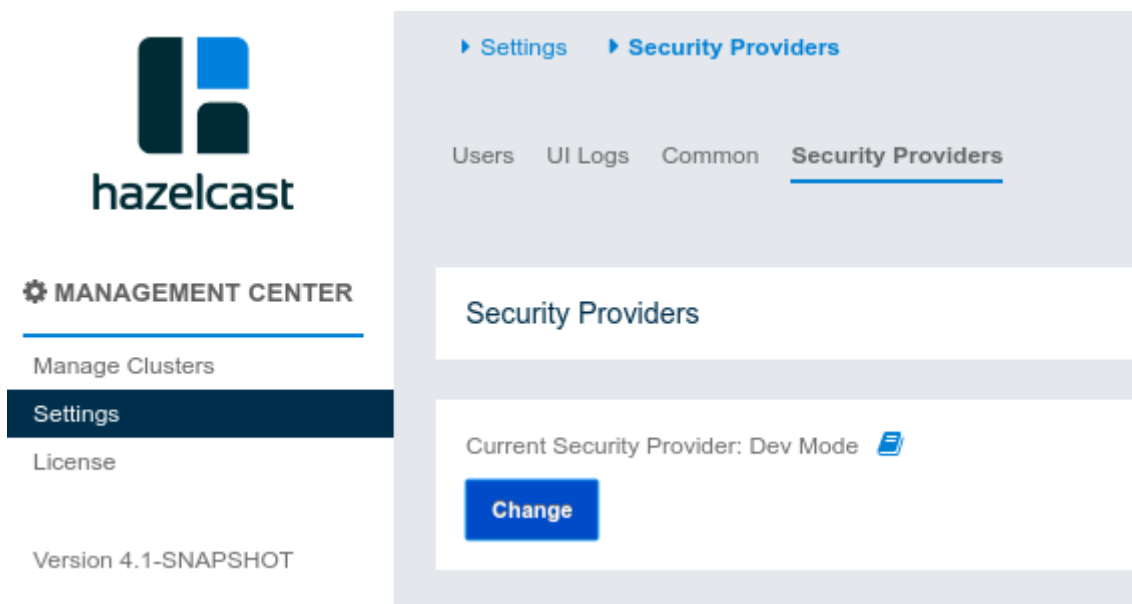 hazelcast
MANAGEMENT CENTER
Manage Clusters
Settings
License
Version 4.1-SNAPSHOT
Settings Security Providers
Users UI Logs Common Security Providers
Security Providers
Current Security Provider: Dev Mode
Change